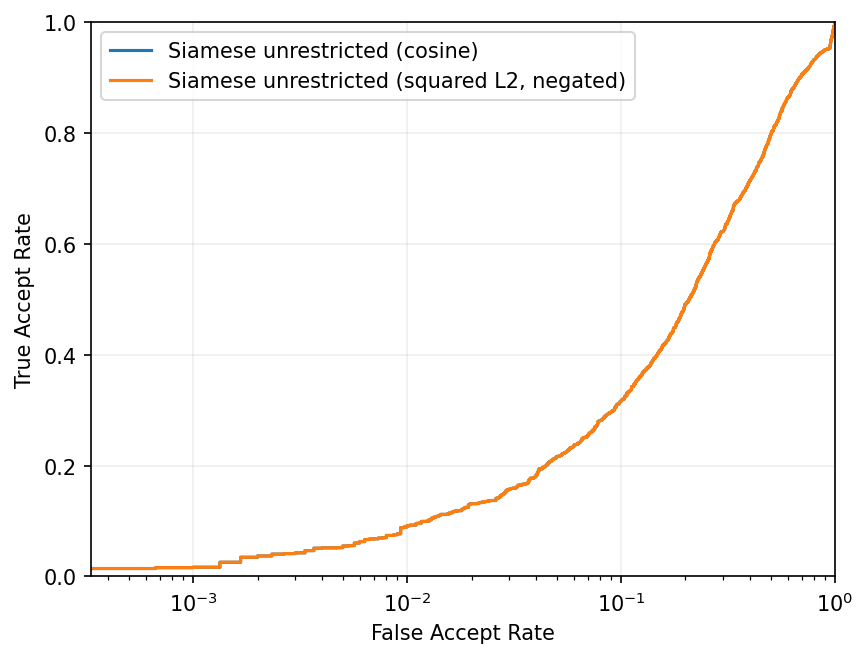 Siamese unrestricted (cosine)
Siamese unrestricted (squared L2, negated)
1.0
0.8
0.6
0.4
0.2
0.0
True Accept Rate
10⁻³ 10⁻² 10⁻¹ 10⁰
False Accept Rate